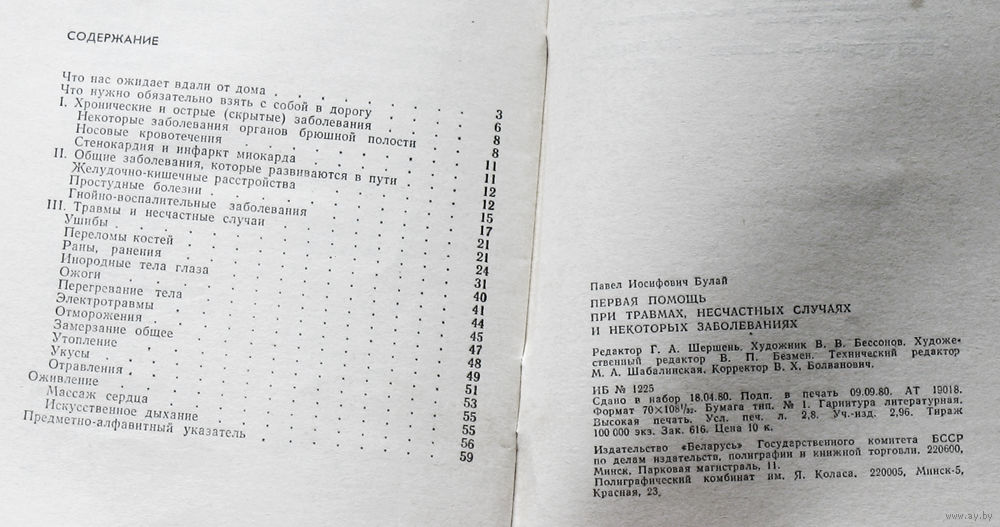 СОДЕРЖАНИЕ
Что нас ожидает вдали от дома . . . . . . . 3
Что нужно обязательно взять с собой в дорогу . . . 6
I. Хронические и острые (скрытые) заболевания . . . 8
Некоторые заболевания органов брюшной полости . . 8
Носовые кровотечения . . . . . . . 11
Стенокардия и инфаркт миокарда . . . . . 11
II. Общие заболевания, которые развиваются в пути . . 12
Желудочно-кишечные расстройства . . . . . 12
Простудные болезни . . . . . . . 15
Гнойно-воспалительные заболевания . . . . 17
III. Травмы и несчастные случаи . . . . . 21
Ушибы . . . . . . . . . 21
Переломы костей . . . . . . . . 24
Раны, ранения . . . . . . . . 31
Инородные тела глаза . . . . . . . 40
Ожоги . . . . . . . . . 41
Перегревание тела . . . . . . . 44
Электротравмы . . . . . . . . 45
Отморожения . . . . . . . . 47
Замерзание общее . . . . . . . 48
Утопление . . . . . . . . 49
Укусы . . . . . . . . . 51
Отравления . . . . . . . . 53
Оживление . . . . . . . . 55
Массаж сердца . . . . . . . 55
Искусственное дыхание . . . . . . 56
Предметно-алфавитный указатель . . . . . 59
Павел Иосифович Булай
ПЕРВАЯ ПОМОЩЬ
ПРИ ТРАВМАХ, НЕСЧАСТНЫХ СЛУЧАЯХ
И НЕКОТОРЫХ ЗАБОЛЕВАНИЯХ
Редактор Г. А. Шершень. Художник В. В. Бессонов. Художе-
ственный редактор В. П. Безмен. Технический редактор
М. А. Шабалинская. Корректор В. Х. Болванович.
ИБ № 1225
Сдано в набор 18.04.80. Подп. в печать 09.09.80. АТ 19018.
Формат 70×108 1/32. Бумага тип. № 1. Гарнитура литературная.
Высокая печать. Усл. печ. л. 2,8. Уч.-изд. 2,96. Тираж
100 000 экз. Зак. 616. Цена 10 к.
Издательство «Беларусь» Государственного комитета БССР
по делам издательств, полиграфии и книжной торговли. 220600,
Минск, Парковая магистраль, 11.
Полиграфический комбинат им. Я. Коласа. 220005, Минск-5,
Красная, 23.
www.ay.by